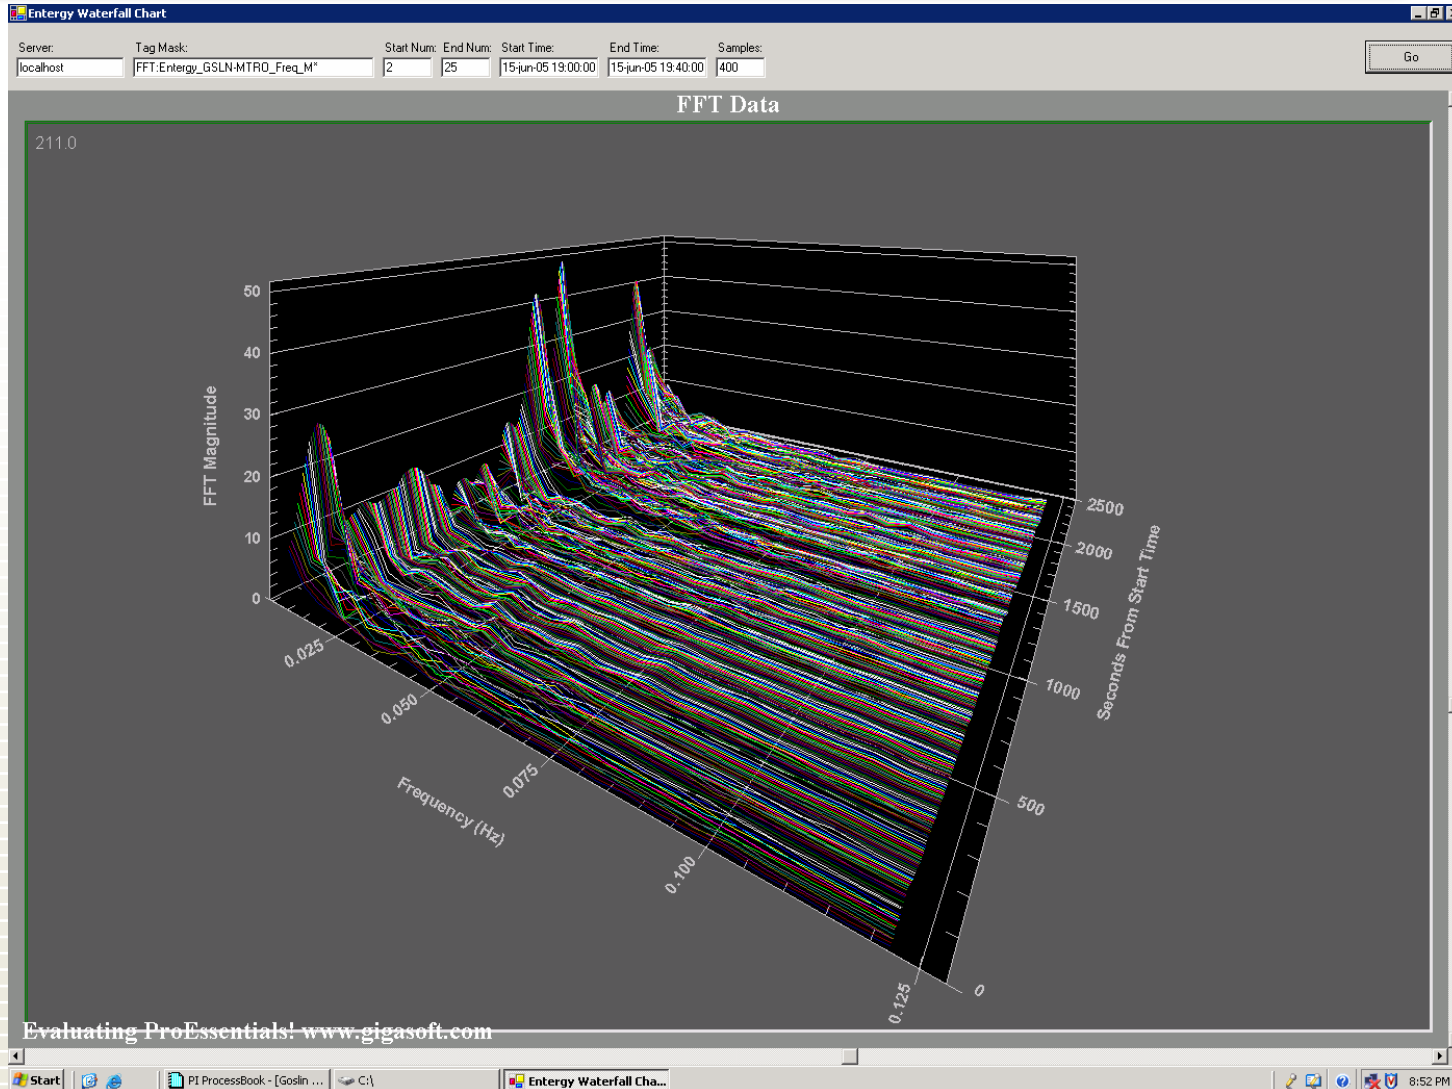 Entergy Waterfall Chart
Server: Tag Mask: Start Num: End Num: Start Time: End Time: Samples:
localhost FFT:Entergy_GSLN-MTRO_Freq_M* 2 25 15-jun-05 19:00:00 15-jun-05 19:40:00 400 Go
FFT Data
211.0
50
40
30
20
10
0
FFT Magnitude
0.025
0.050
0.075
0.100
0.125
Frequency (Hz)
0
500
1000
1500
2000
2500
Seconds From Start Time
Evaluating ProEssentials! www.gigasoft.com
Start PI ProcessBook - [Goslin ... C:\ Entergy Waterfall Cha... 8:52 PM